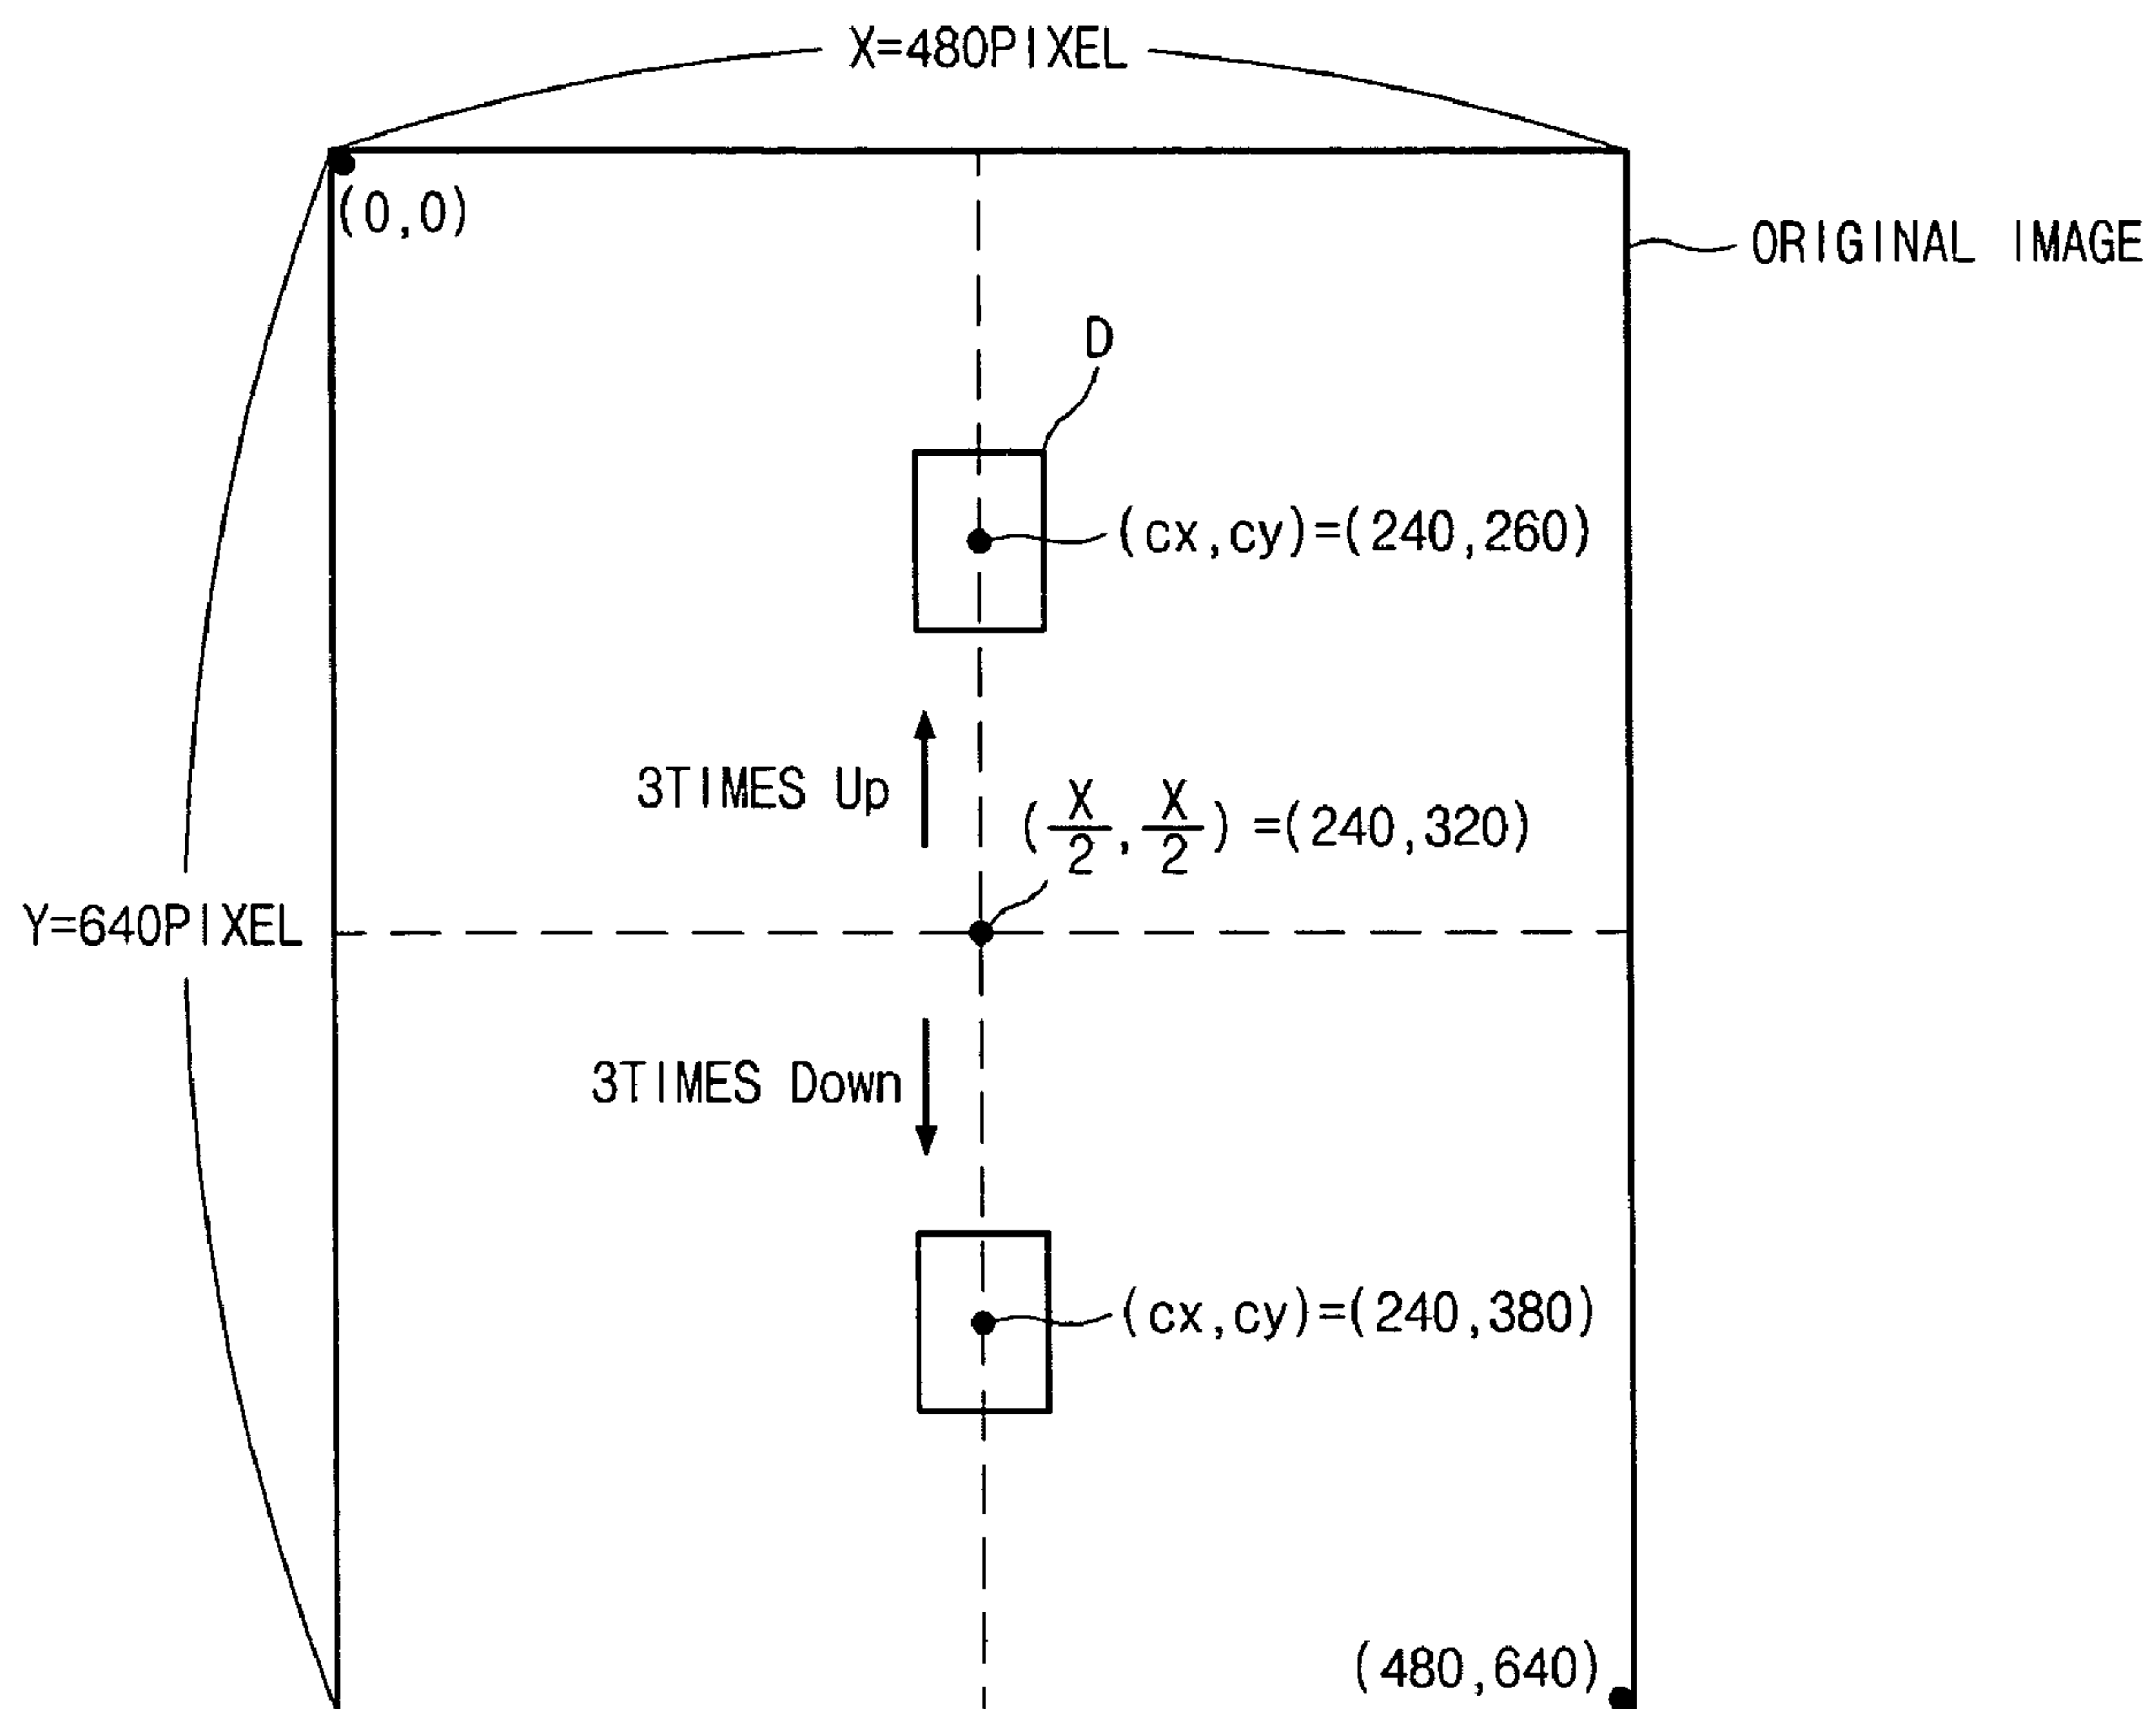 X=480PIXEL
(0,0)
ORIGINAL IMAGE
D
(cx,cy)=(240,260)
3TIMES Up
(X/2, X/2) =(240,320)
Y=640PIXEL
3TIMES Down
(cx,cy)=(240,380)
(480,640)